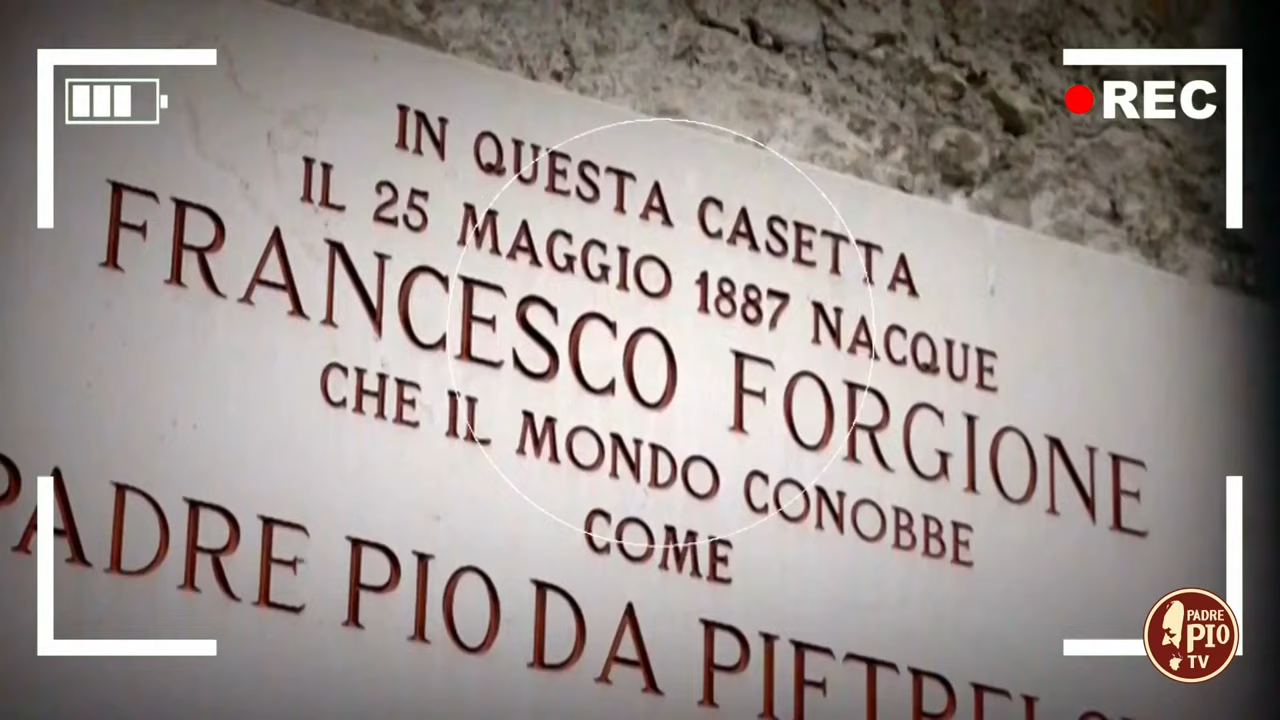 REC
IN QUESTA CASETTA
IL 25 MAGGIO 1887 NACQUE
FRANCESCO FORGIONE
CHE IL MONDO CONOBBE
COME
PADRE PIO DA
PADRE
PIO
TV